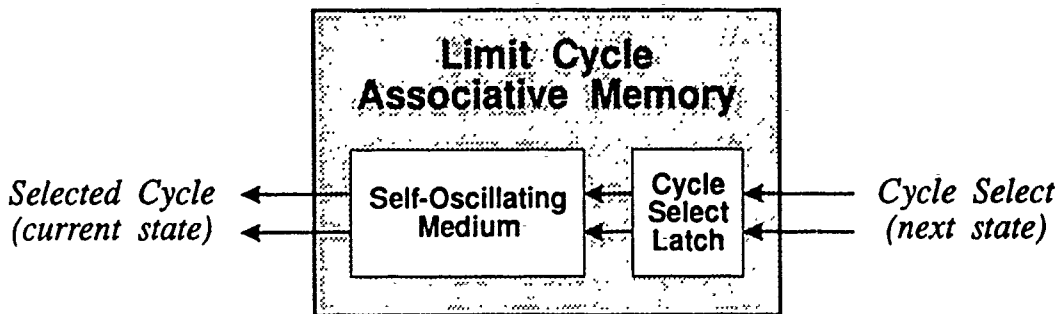 Limit Cycle
Associative Memory
Selected Cycle
(current state)
Self-Oscillating
Medium
Cycle
Select
Latch
Cycle Select
(next state)